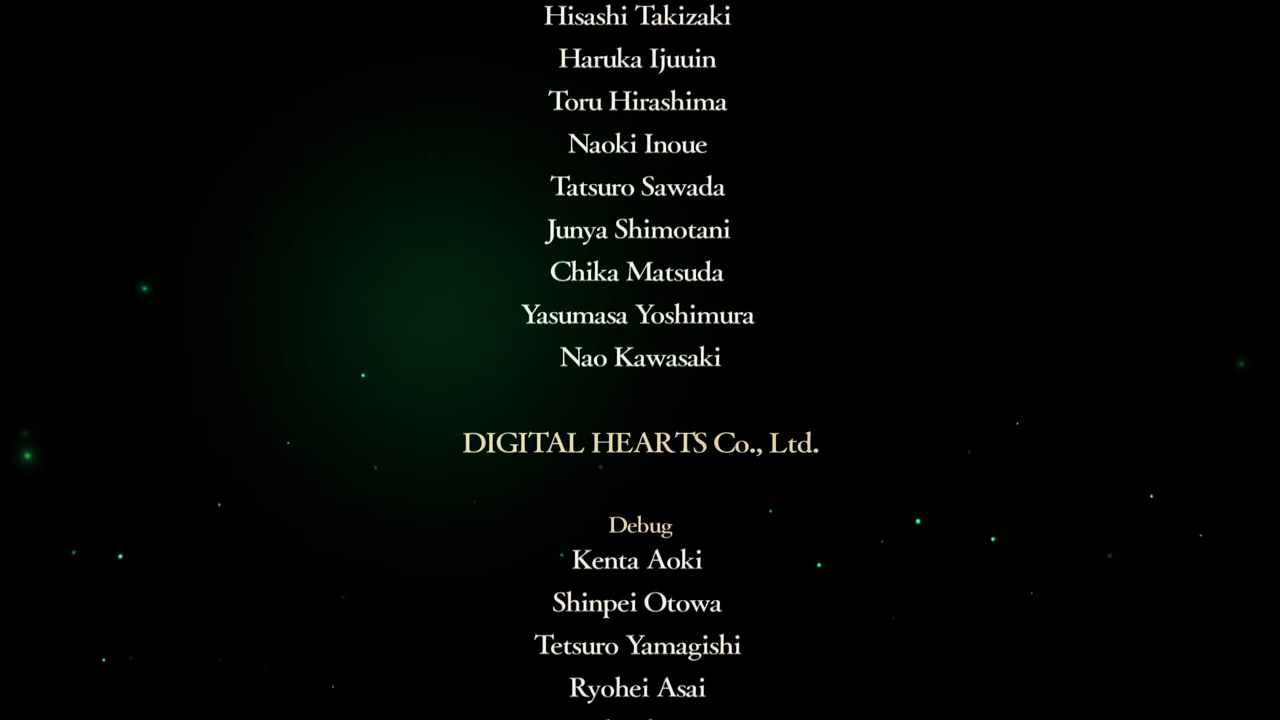 Hisashi Takizaki
Haruka Ijuuin
Toru Hirashima
Naoki Inoue
Tatsuro Sawada
Junya Shimotani
Chika Matsuda
Yasumasa Yoshimura
Nao Kawasaki
DIGITAL HEARTS Co., Ltd.
Debug
Kenta Aoki
Shinpei Otowa
Tetsuro Yamagishi
Ryohei Asai